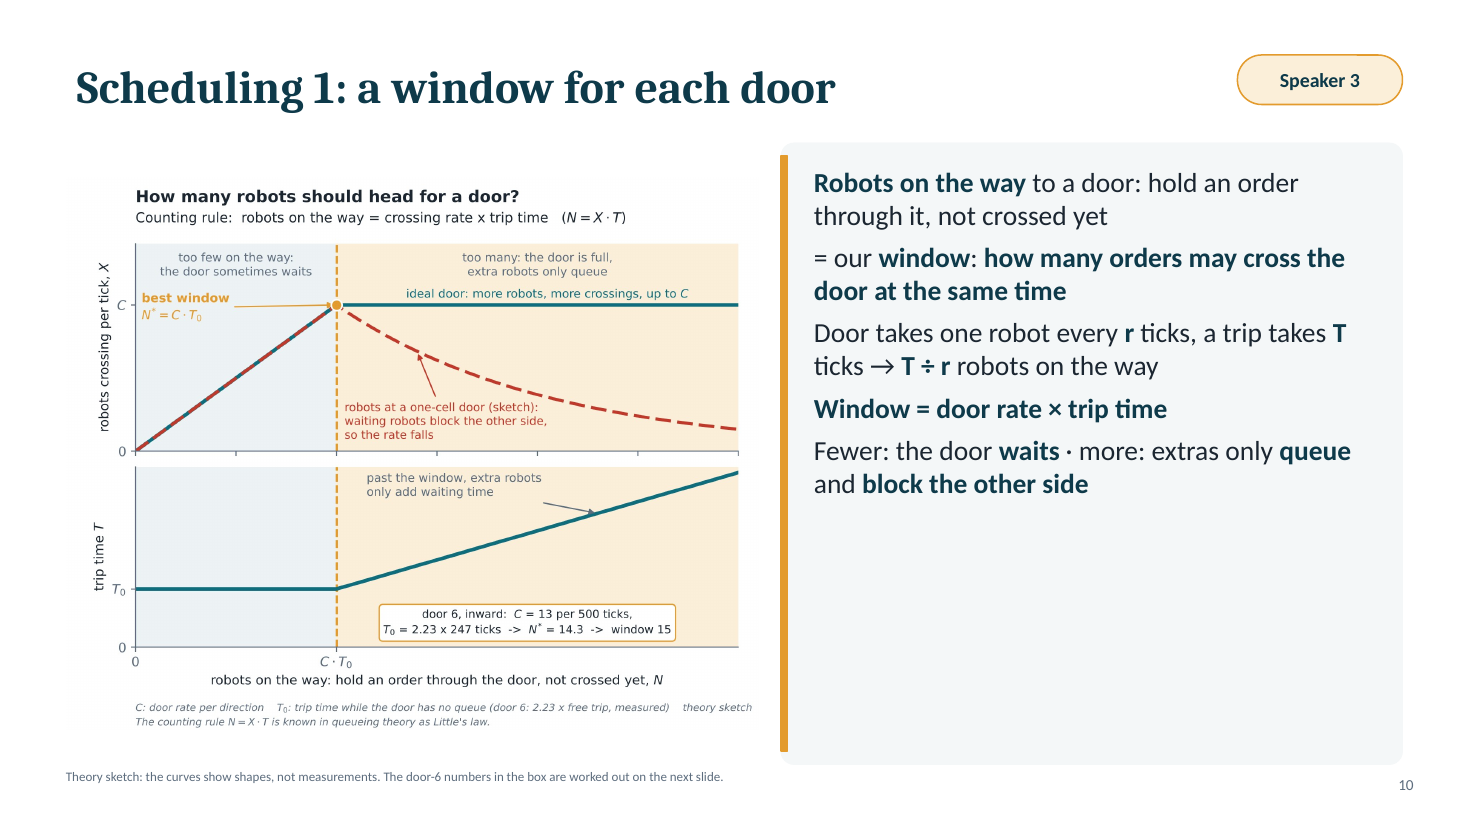 Scheduling 1: a window for each door
Speaker 3
How many robots should head for a door?
Counting rule:  robots on the way = crossing rate x trip time   (N = X · T)
too few on the way:
the door sometimes waits
too many: the door is full,
extra robots only queue
best window
N* = C · T₀
ideal door: more robots, more crossings, up to C
robots at a one-cell door (sketch):
waiting robots block the other side,
so the rate falls
robots crossing per tick, X
C
0
past the window, extra robots
only add waiting time
trip time T
T₀
door 6, inward:  C = 13 per 500 ticks,
T₀ = 2.23 x 247 ticks  ->  N* = 14.3  ->  window 15
0
0
C · T₀
robots on the way: hold an order through the door, not crossed yet, N
C: door rate per direction    T₀: trip time while the door has no queue (door 6: 2.23 x free trip, measured)    theory sketch
The counting rule N = X · T is known in queueing theory as Little's law.
Robots on the way to a door: hold an order
through it, not crossed yet
= our window: how many orders may cross the
door at the same time
Door takes one robot every r ticks, a trip takes T
ticks → T ÷ r robots on the way
Window = door rate × trip time
Fewer: the door waits · more: extras only queue
and block the other side
Theory sketch: the curves show shapes, not measurements. The door-6 numbers in the box are worked out on the next slide.
10